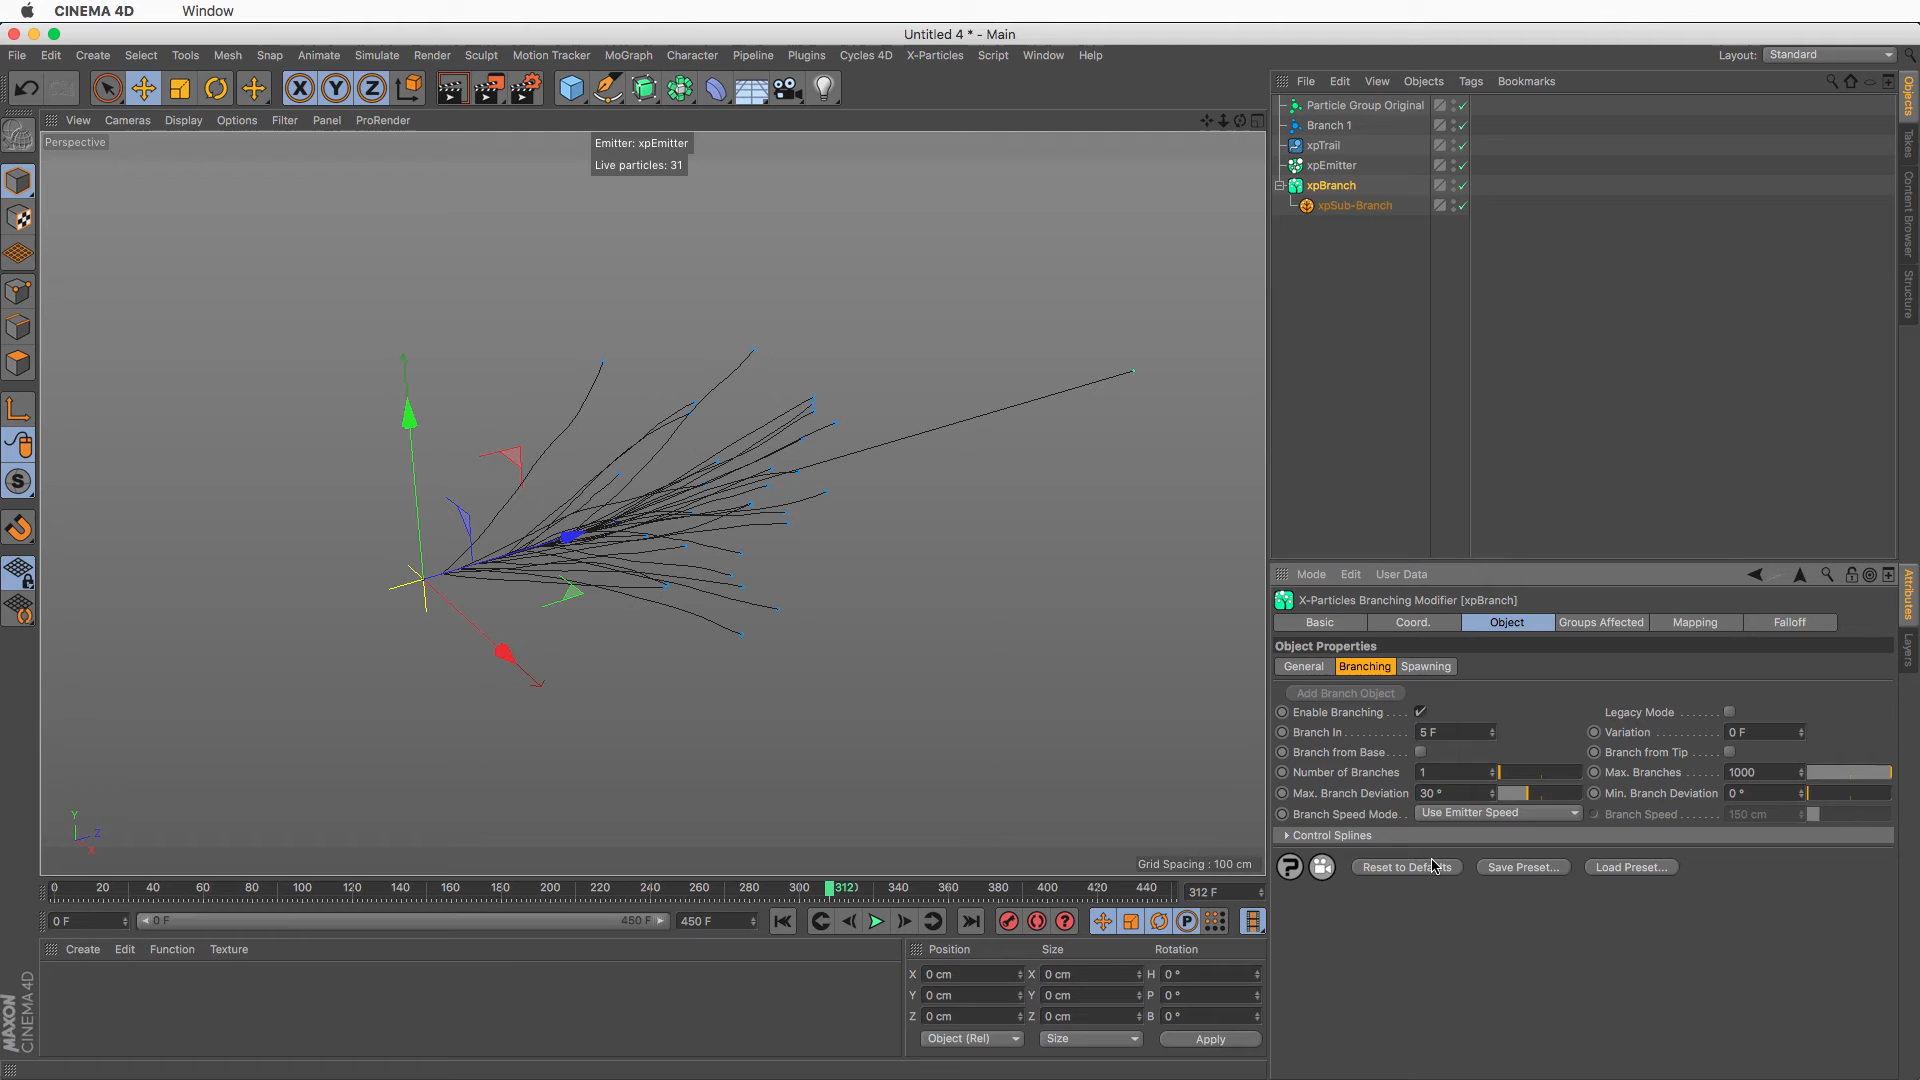 CINEMA 4D Window
Untitled 4 * - Main
File Edit Create Select Tools Mesh Snap Animate Simulate Render Sculpt Motion Tracker MoGraph Character Pipeline Plugins Cycles 4D X-Particles Script Window Help
Layout: Standard
X Y Z
File Edit View Objects Tags Bookmarks
View Cameras Display Options Filter Panel ProRender
Perspective
Emitter: xpEmitter
Live particles: 31
Particle Group Original
Branch 1
xpTrail
xpEmitter
xpBranch
xpSub-Branch
Objects
Takes
Content Browser
Structure
Mode Edit User Data
X-Particles Branching Modifier [xpBranch]
Basic Coord. Object Groups Affected Mapping Falloff
Object Properties
General Branching Spawning
Add Branch Object
Enable Branching Legacy Mode
Branch In 5 F Variation 0 F
Branch from Base Branch from Tip
Number of Branches 1 Max. Branches 1000
Max. Branch Deviation 30 ° Min. Branch Deviation 0 °
Branch Speed Mode Use Emitter Speed Branch Speed 150 cm
Control Splines
Reset to Defaults Save Preset... Load Preset...
Attributes
Layers
S
Y
Z
X
Grid Spacing : 100 cm
0 20 40 60 80 100 120 140 160 180 200 220 240 260 280 300 312) 340 360 380 400 420 440 312 F
0 F 0 F 450 F 450 F
P
Create Edit Function Texture
Position Size Rotation
X 0 cm X 0 cm H 0 °
Y 0 cm Y 0 cm P 0 °
Z 0 cm Z 0 cm B 0 °
Object (Rel) Size Apply
MAXON
CINEMA 4D